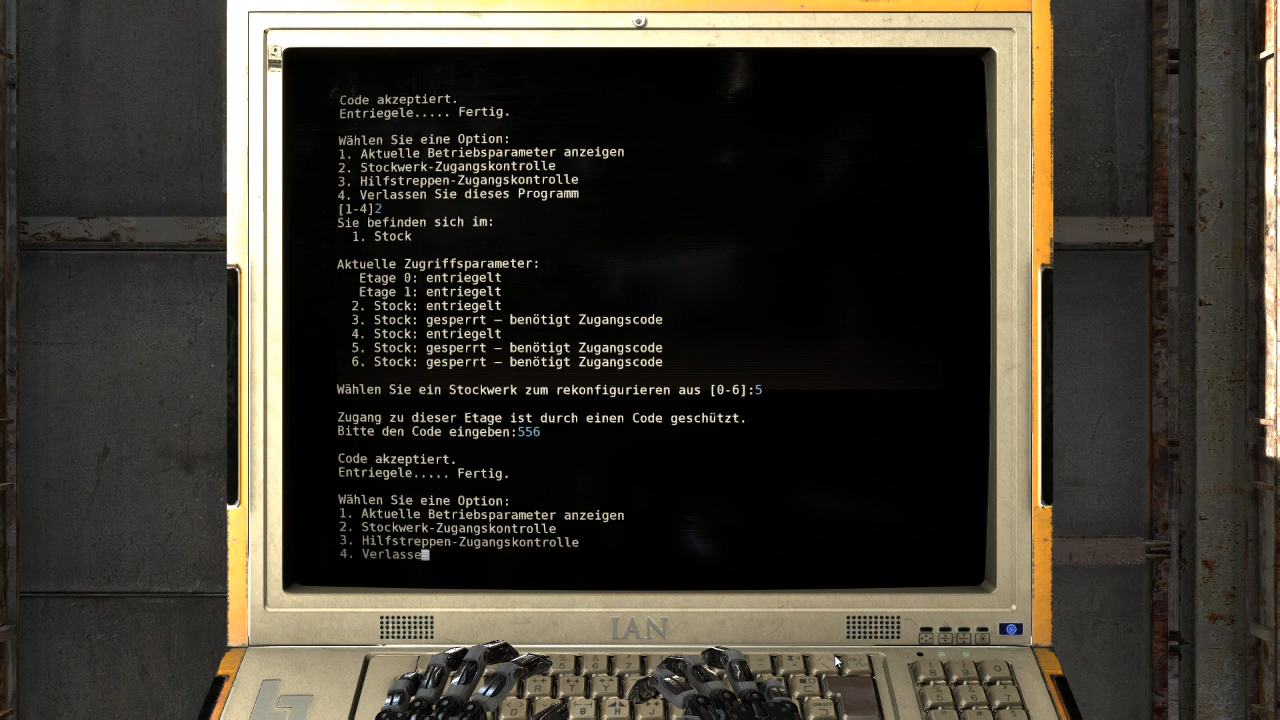 Code akzeptiert.
Entriegele..... Fertig.
Wählen Sie eine Option:
1. Aktuelle Betriebsparameter anzeigen
2. Stockwerk-Zugangskontrolle
3. Hilfstreppen-Zugangskontrolle
4. Verlassen Sie dieses Programm
[1-4]2
Sie befinden sich im:
1. Stock
Aktuelle Zugriffsparameter:
Etage 0: entriegelt
Etage 1: entriegelt
2. Stock: entriegelt
3. Stock: gesperrt – benötigt Zugangscode
4. Stock: entriegelt
5. Stock: gesperrt – benötigt Zugangscode
6. Stock: gesperrt – benötigt Zugangscode
Wählen Sie ein Stockwerk zum rekonfigurieren aus [0-6]:5
Zugang zu dieser Etage ist durch einen Code geschützt.
Bitte den Code eingeben:556
Code akzeptiert.
Entriegele..... Fertig.
Wählen Sie eine Option:
1. Aktuelle Betriebsparameter anzeigen
2. Stockwerk-Zugangskontrolle
3. Hilfstreppen-Zugangskontrolle
4. Verlasse
IAN